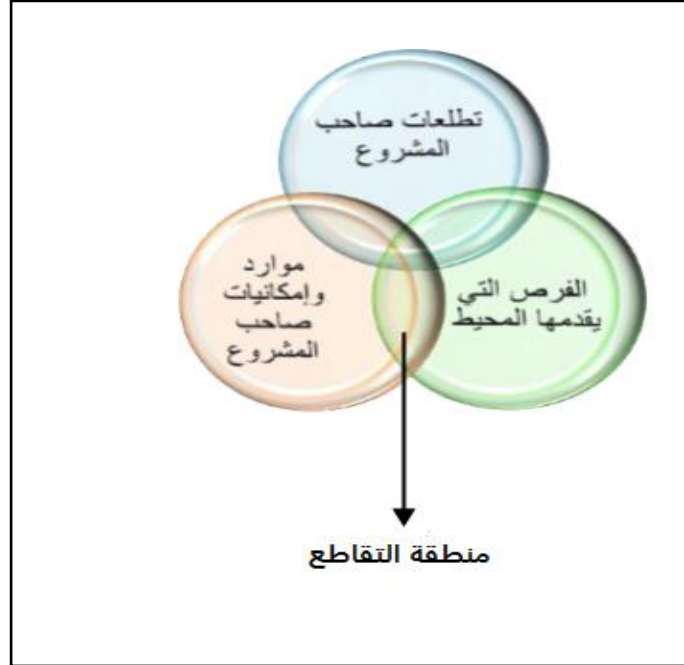 تطلعات صاحب
المشروع
موارد
وإمكانيات
صاحب
المشروع
الفرص التي
يقدمها المحيط
منطقة التقاطع